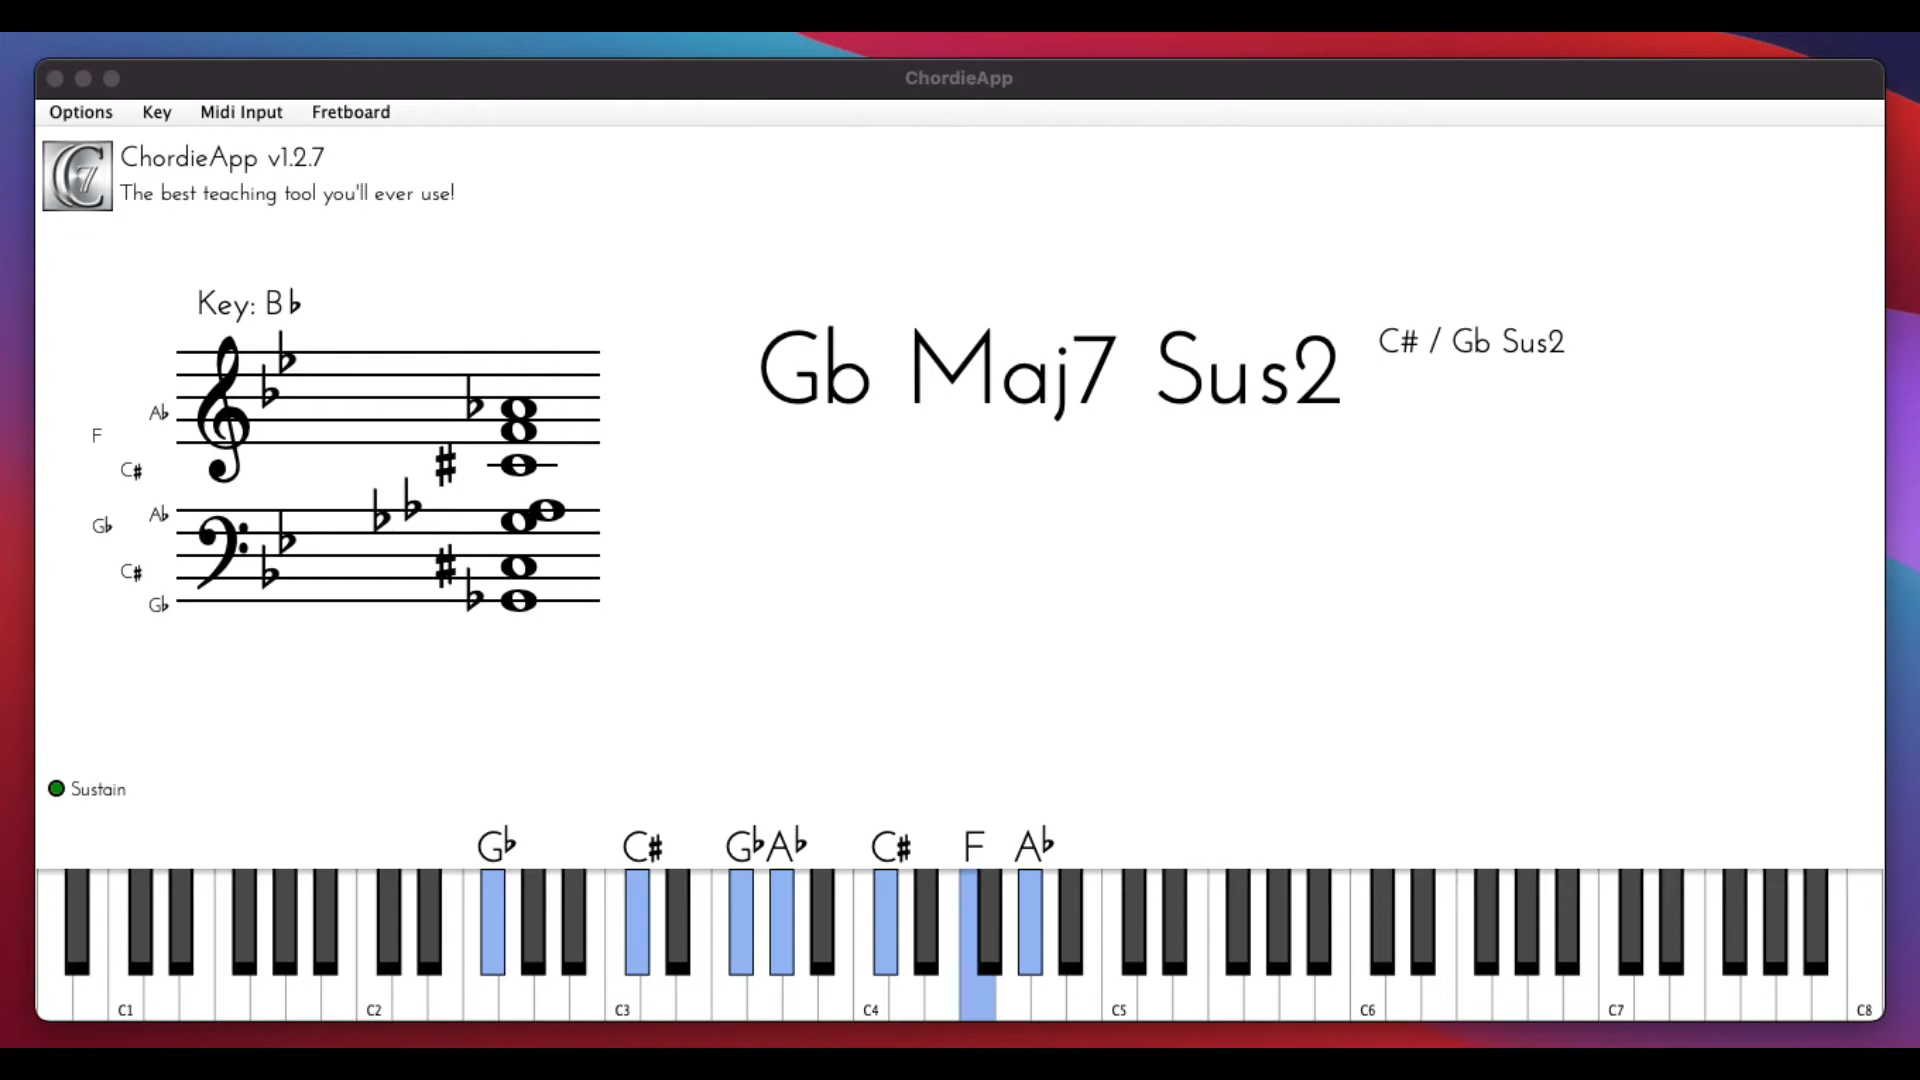 ChordieApp
Options Key Midi Input Fretboard
ChordieApp v1.2.7
The best teaching tool you'll ever use!
Key: B♭
Gb Maj7 Sus2 C# / Gb Sus2
A♭
F
C#
A♭
G♭
C#
G♭
Sustain
G♭ C# G♭ A♭ C# F A♭
C1 C2 C3 C4 C5 C6 C7 C8